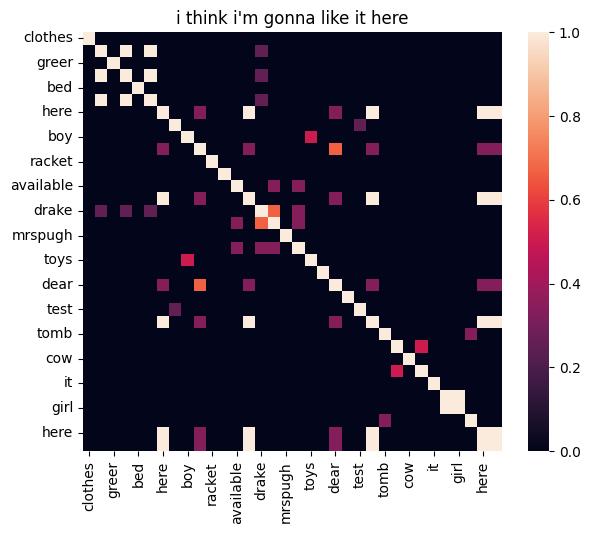 i think i'm gonna like it here
clothes
greer
bed
here
boy
racket
available
drake
mrspugh
toys
dear
test
tomb
cow
it
girl
here
1.0
0.8
0.6
0.4
0.2
0.0
clothes
greer
bed
here
boy
racket
available
drake
mrspugh
toys
dear
test
tomb
cow
it
girl
here